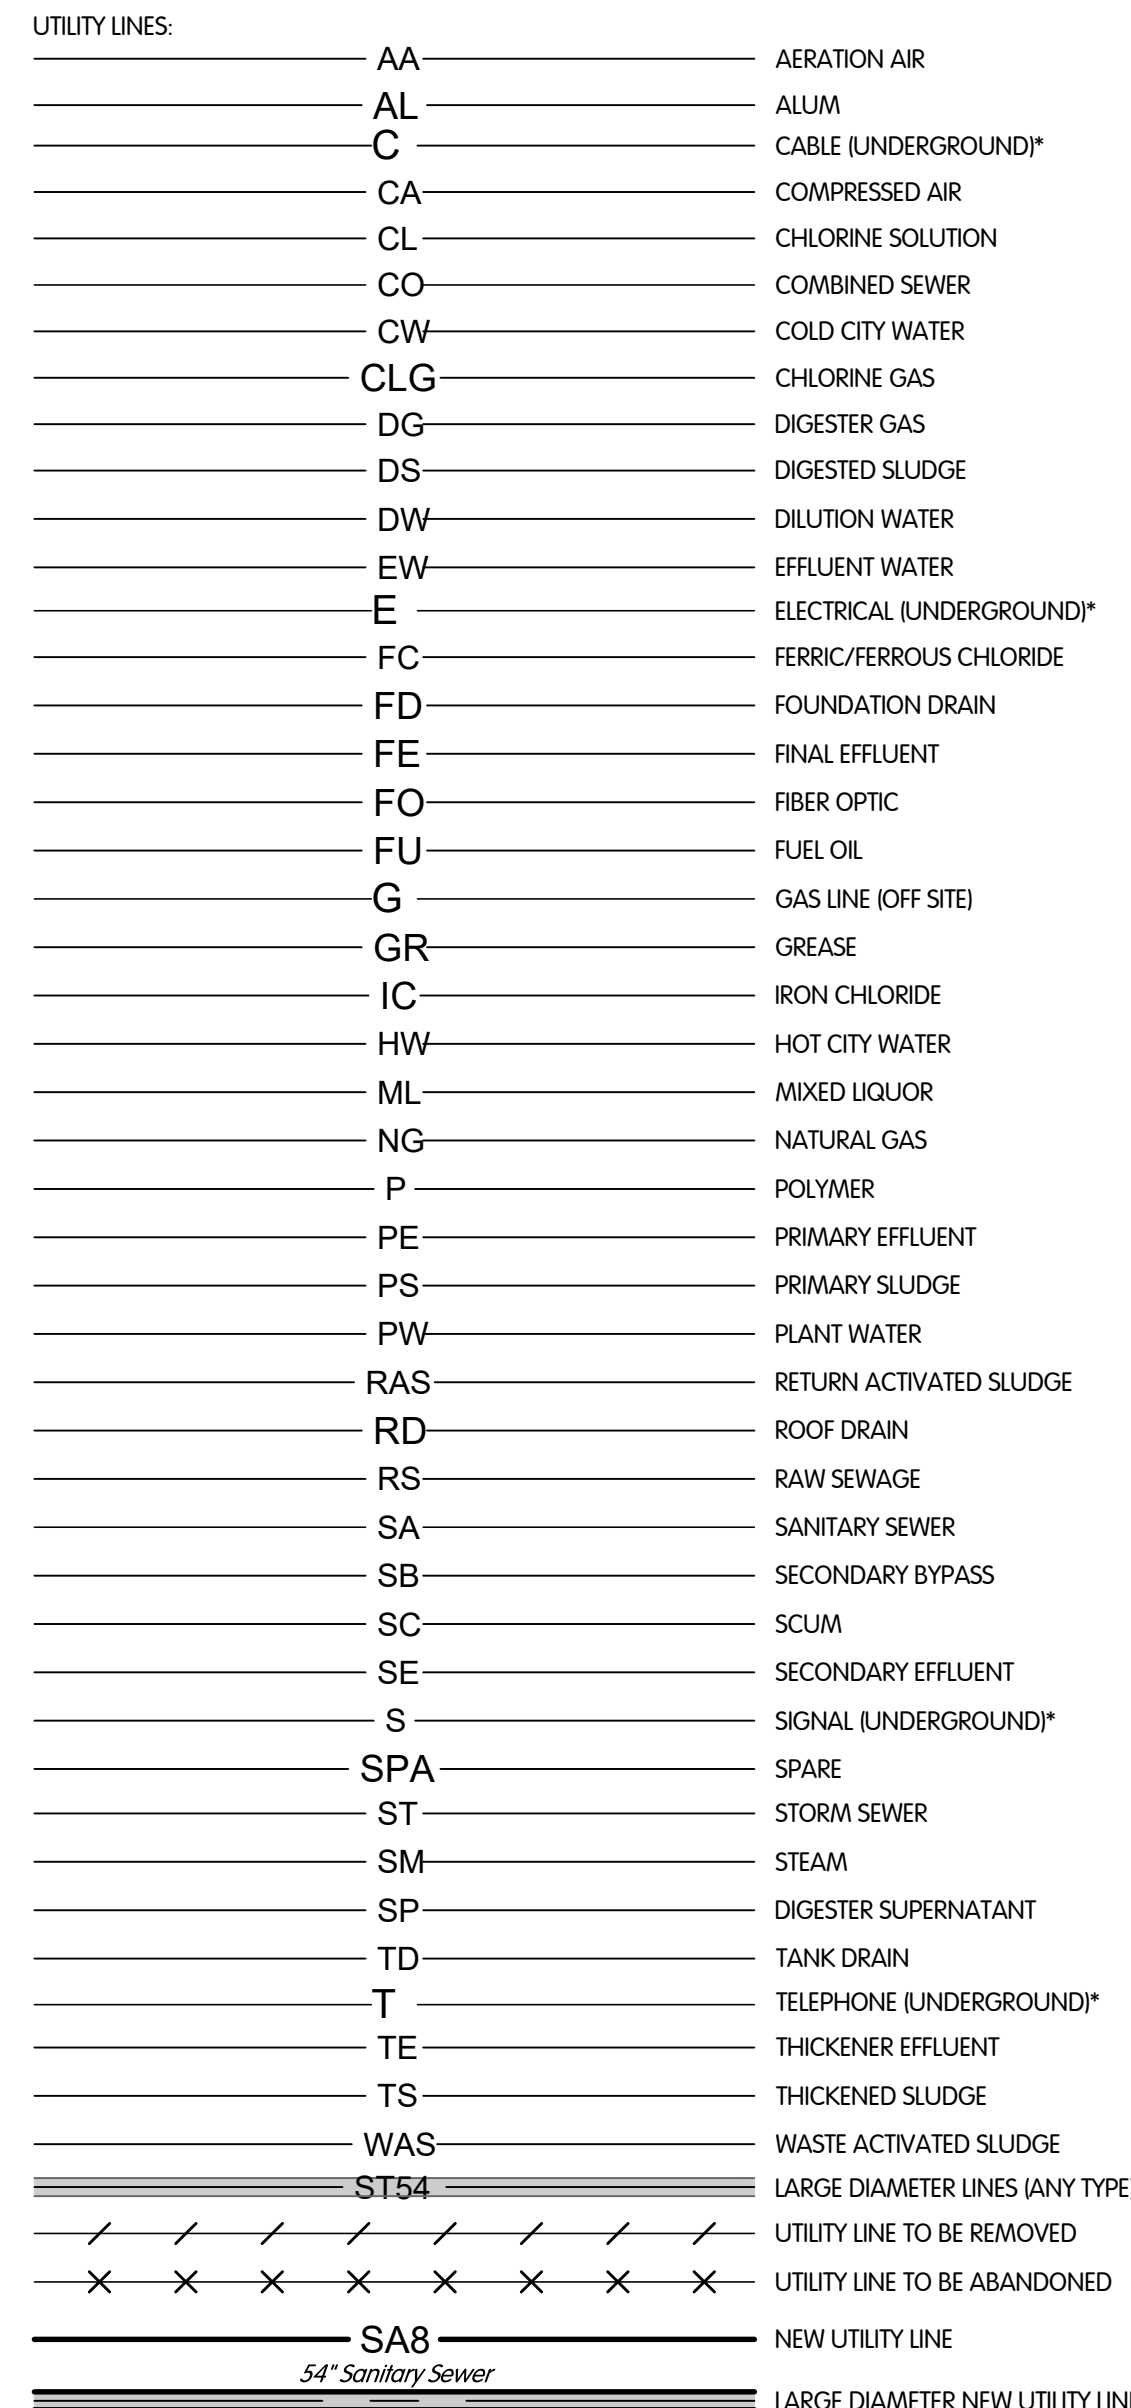 UTILITY LINES:
AA AERATION AIR
AL ALUM
C CABLE (UNDERGROUND)*
CA COMPRESSED AIR
CL CHLORINE SOLUTION
CO COMBINED SEWER
CW COLD CITY WATER
CLG CHLORINE GAS
DG DIGESTER GAS
DS DIGESTED SLUDGE
DW DILUTION WATER
EW EFFLUENT WATER
E ELECTRICAL (UNDERGROUND)*
FC FERRIC/FERROUS CHLORIDE
FD FOUNDATION DRAIN
FE FINAL EFFLUENT
FO FIBER OPTIC
FU FUEL OIL
G GAS LINE (OFF SITE)
GR GREASE
IC IRON CHLORIDE
HW HOT CITY WATER
ML MIXED LIQUOR
NG NATURAL GAS
P POLYMER
PE PRIMARY EFFLUENT
PS PRIMARY SLUDGE
PW PLANT WATER
RAS RETURN ACTIVATED SLUDGE
RD ROOF DRAIN
RS RAW SEWAGE
SA SANITARY SEWER
SB SECONDARY BYPASS
SC SCUM
SE SECONDARY EFFLUENT
S SIGNAL (UNDERGROUND)*
SPA SPARE
ST STORM SEWER
SM STEAM
SP DIGESTER SUPERNATANT
TD TANK DRAIN
T TELEPHONE (UNDERGROUND)*
TE THICKENER EFFLUENT
TS THICKENED SLUDGE
WAS WASTE ACTIVATED SLUDGE
ST54 LARGE DIAMETER LINES (ANY TYPE)
UTILITY LINE TO BE REMOVED
UTILITY LINE TO BE ABANDONED
SA8 NEW UTILITY LINE
54" Sanitary Sewer
LARGE DIAMETER NEW UTILITY